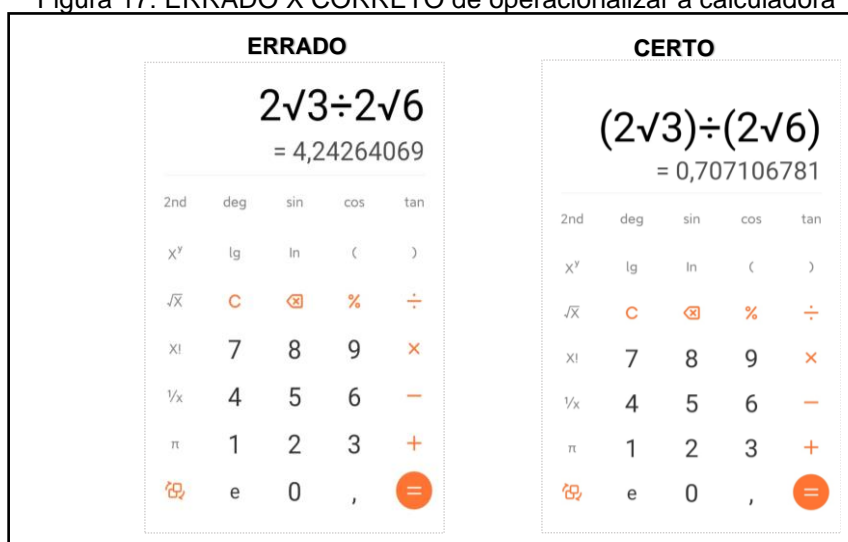 Figura 17: ERRADO X CORRETO de operacionalizar a calculadora
ERRADO
2√3÷2√6
= 4,24264069
2nd deg sin cos tan
Xʸ lg ln ( )
√x C % ÷
X! 7 8 9 ×
¹/x 4 5 6 −
π 1 2 3 +
e 0 , =
CERTO
(2√3)÷(2√6)
= 0,707106781
2nd deg sin cos tan
Xʸ lg ln ( )
√x C % ÷
X! 7 8 9 ×
¹/x 4 5 6 −
π 1 2 3 +
e 0 , =